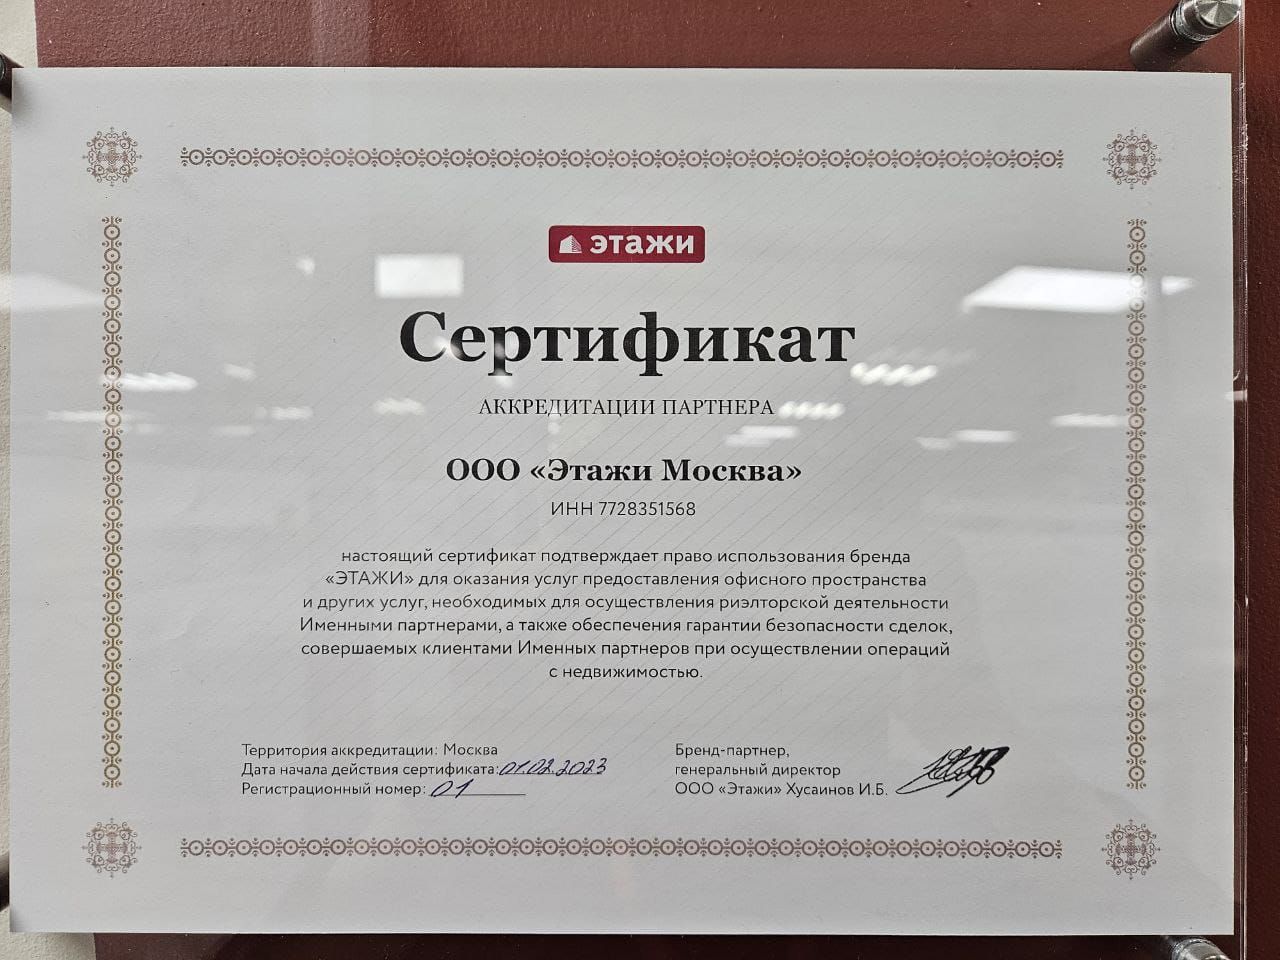 этажи
Сертификат
АККРЕДИТАЦИИ ПАРТНЕРА
ООО «Этажи Москва»
ИНН 7728351568
настоящий сертификат подтверждает право использования бренда
«ЭТАЖИ» для оказания услуг предоставления офисного пространства
и других услуг, необходимых для осуществления риэлторской деятельности
Именными партнерами, а также обеспечения гарантии безопасности сделок,
совершаемых клиентами Именных партнеров при осуществлении операций
с недвижимостью.
Территория аккредитации: Москва
Дата начала действия сертификата: 01.02.2023
Регистрационный номер: 01
Бренд-партнер,
генеральный директор
ООО «Этажи» Хусаинов И.Б.